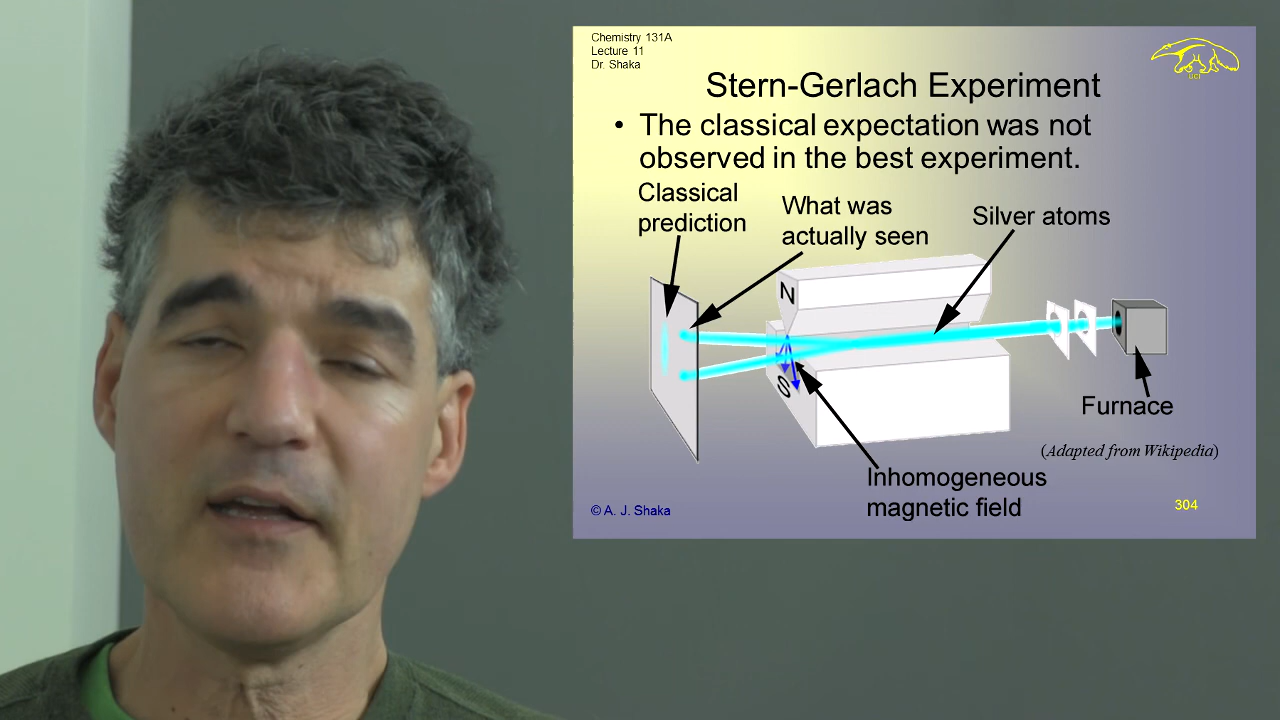 Chemistry 131A
Lecture 11
Dr. Shaka
UCI
Stern-Gerlach Experiment
• The classical expectation was not
observed in the best experiment.
Classical
prediction
What was
actually seen
Silver atoms
N
S
Furnace
(Adapted from Wikipedia)
Inhomogeneous
magnetic field
© A. J. Shaka
304